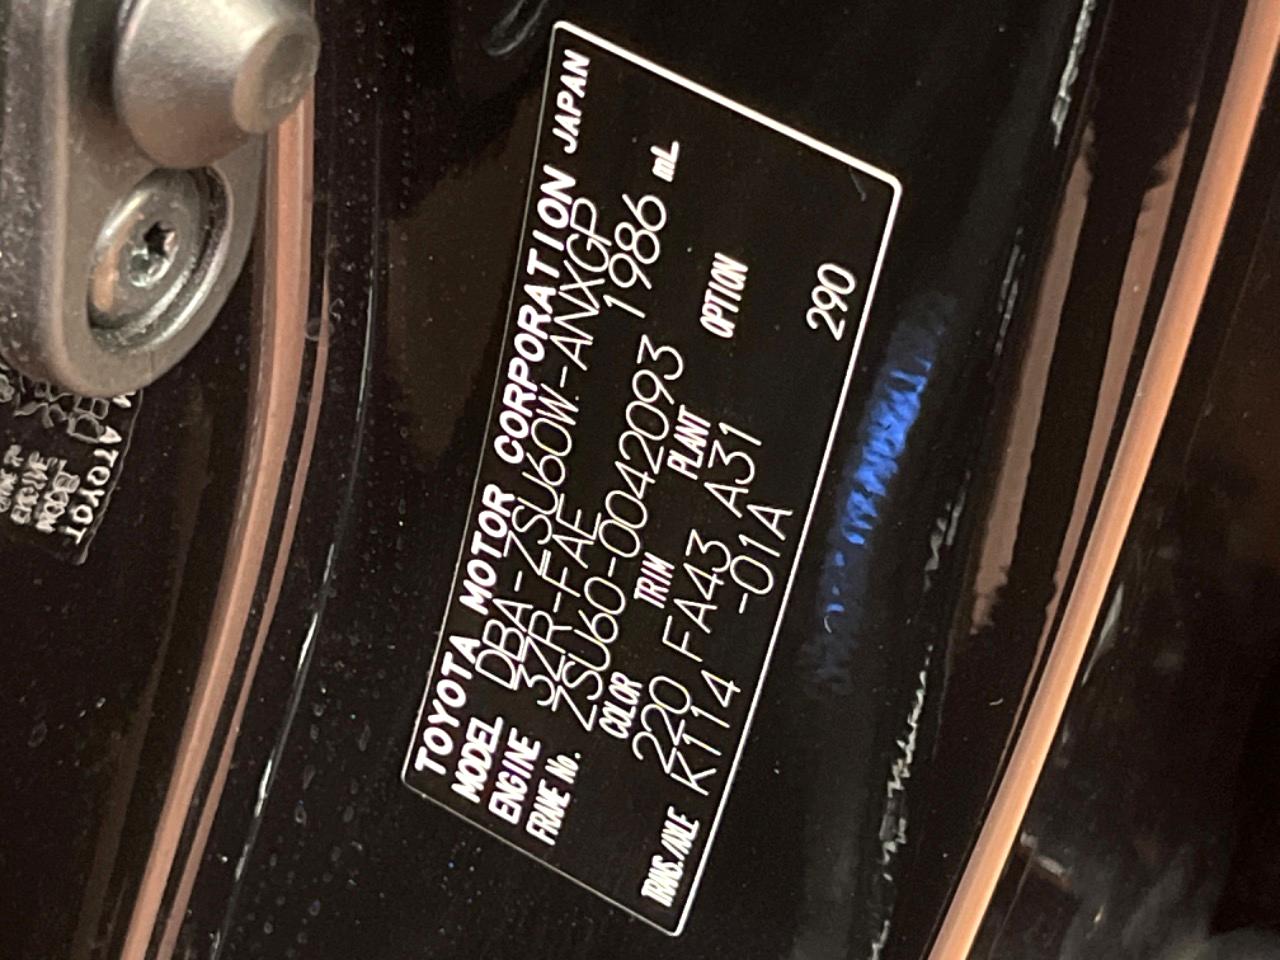 TOYOTA MOTOR CORPORATION JAPAN
MODEL DBA-ZSU60W-ANXGP
ENGINE 3ZR-FAE 1986 mL
FRAME No. ZSU60-0042093
COLOR TRIM PLANT OPTION
220 FA43 A31
TRANS./AXLE K114 -01A 290
TOYOT